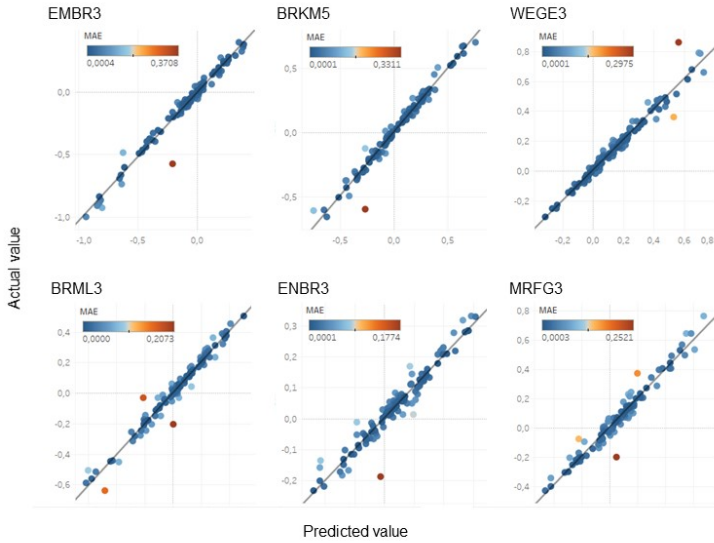 EMBR3 BRKM5 WEGE3
MAE MAE MAE
0,0004 0,3708 0,0001 0,3311 0,0001 0,2975
0,0 -0,5 -1,0
0,5 0,0 -0,5
0,8 0,6 0,4 0,2 0,0 -0,2
-1,0 -0,5 0,0 -0,5 0,0 0,5 -0,2 0,0 0,2 0,4 0,6 0,8
Actual value
BRML3 ENBR3 MRFG3
MAE MAE MAE
0,0000 0,2073 0,0001 0,1774 0,0003 0,2521
0,4 0,2 0,0 -0,2 -0,4 -0,6
0,3 0,2 0,1 0,0 -0,1 -0,2
0,8 0,6 0,4 0,2 0,0 -0,2 0,4
Predicted value